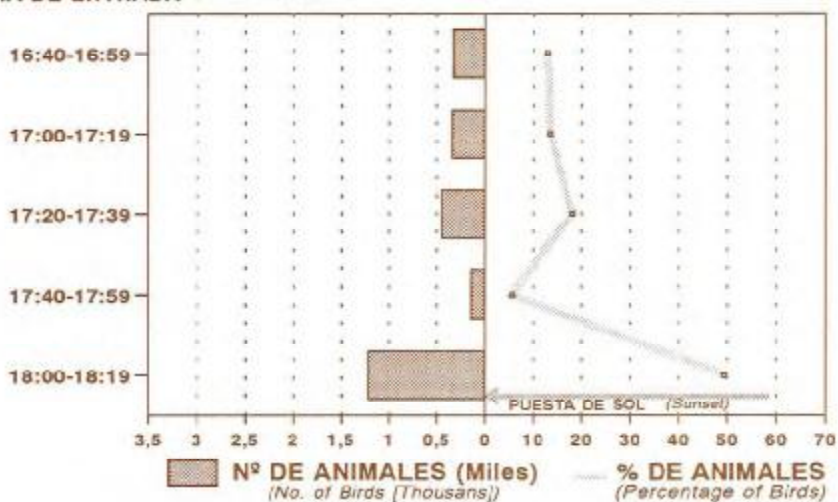 16:40-16:59
17:00-17:19
17:20-17:39
17:40-17:59
18:00-18:19
PUESTA DE SOL (Sunset)
3,5 3 2,5 2 1,5 1 0,5 0 10 20 30 40 50 60 70
Nº DE ANIMALES (Miles) % DE ANIMALES
(No. of Birds [Thousans]) (Percentage of Birds)